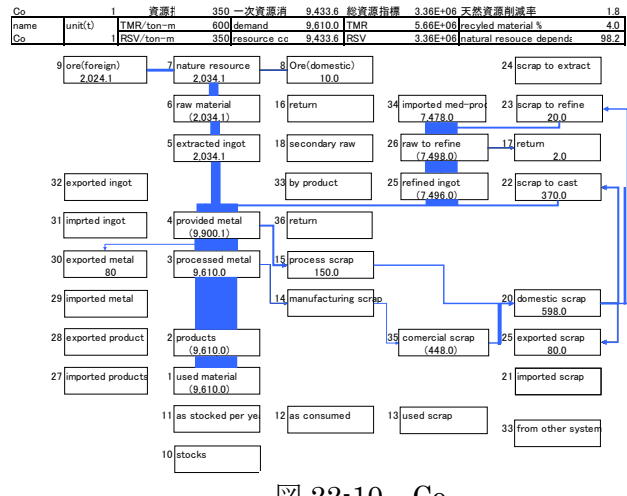 Co 1 資源 350 一次資源消 9,433.6 総資源指標 3.36E+06 天然資源削減率 1.8
name unit(t) TMR/ton-m 600 demand 9,610.0 TMR 5.66E+06 recyled material % 4.0
Co 1 RSV/ton-m 350 resource cc 9,433.6 RSV 3.36E+06 natural resouce depende 98.2
9 ore(foreign) 2,024.1
7 nature resource 2,034.1
8 Ore(domestic) 10.0
24 scrap to extract
6 raw material (2,034.1)
16 return
34 imported med-proc 7,478.0
23 scrap to refine 20.0
5 extracted ingot 2,034.1
18 secondary raw
26 raw to refine (7,498.0)
17 return 2.0
32 exported ingot
33 by product
25 refined ingot (7,496.0)
22 scrap to cast 370.0
31 imprted ingot
4 provided metal (9,900.1)
36 return
30 exported metal 80
3 processed metal 9,610.0
15 process scrap 150.0
29 imported metal
14 manufacturing scrap
20 domestic scrap 598.0
28 exported product
2 products (9,610.0)
35 comercial scrap (448.0)
25 exported scrap 80.0
27 imported products
1 used material (9,610.0)
21 imported scrap
11 as stocked per ye
12 as consumed
13 used scrap
33 from other system
10 stocks